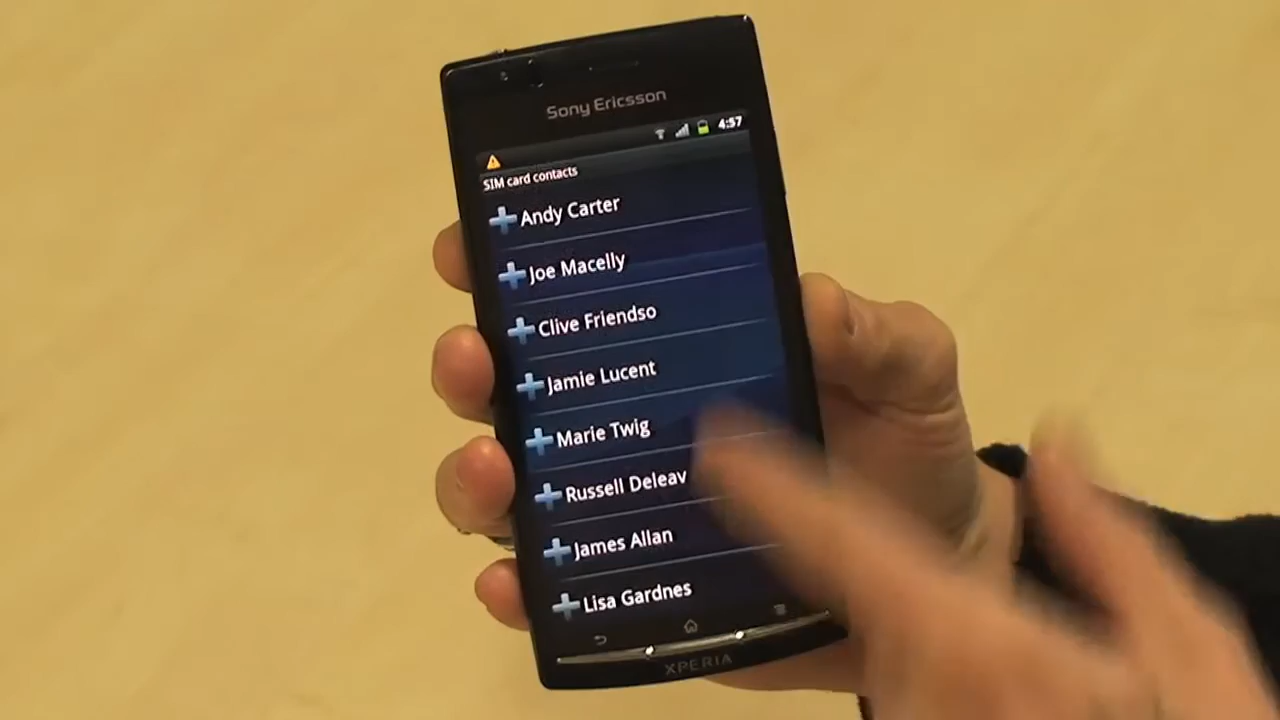 Sony Ericsson
4:57
SIM card contacts
Andy Carter
Joe Macelly
Clive Friendso
Jamie Lucent
Marie Twig
Russell Deleav
James Allan
Lisa Gardnes
XPERIA